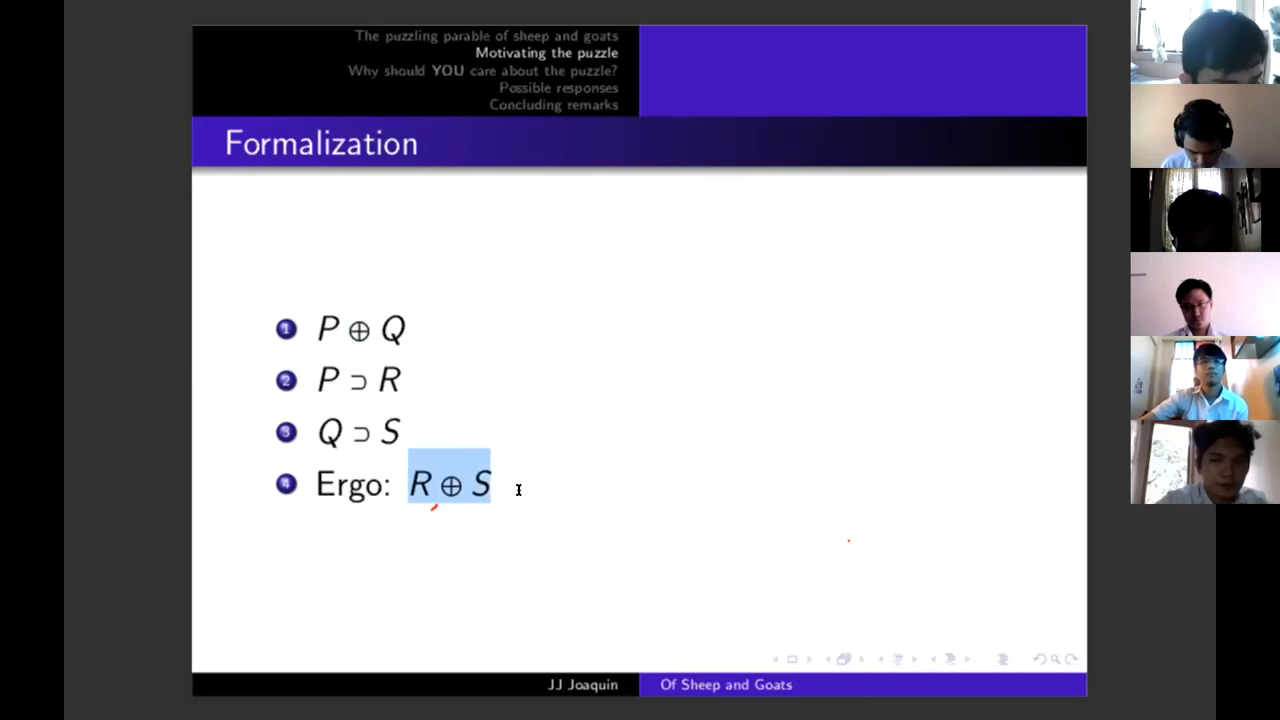 The puzzling parable of sheep and goats
Motivating the puzzle
Why should YOU care about the puzzle?
Possible responses
Concluding remarks
Formalization
1 P ⊕ Q
2 P ⊃ R
3 Q ⊃ S
4 Ergo: R ⊕ S
JJ Joaquin
Of Sheep and Goats